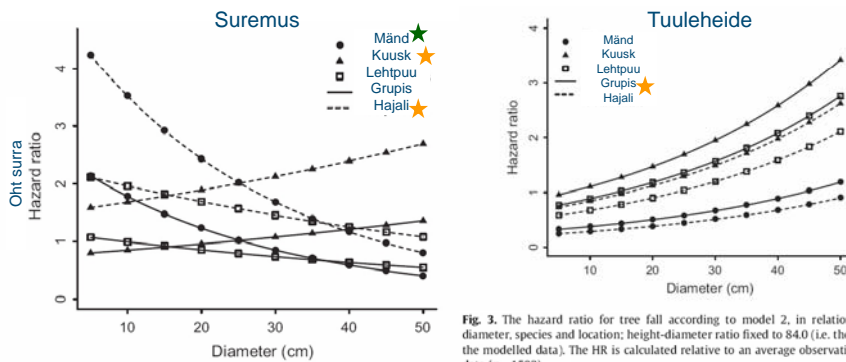 Suremus
Mänd
Kuusk
Lehtpuu
Grupis
Hajali
Oht surra
Hazard ratio
0
1
2
3
4
10
20
30
40
50
Diameter (cm)
Tuuleheide
Mänd
Kuusk
Lehtpuu
Grupis
Hajali
Hazard ratio
0
1
2
3
4
10
20
30
40
50
Diameter (cm)
Fig. 3. The hazard ratio for tree fall according to model 2, in relation
diameter, species and location; height-diameter ratio fixed to 84.0 (i.e. the
the modelled data). The HR is calculated relative to an average observati